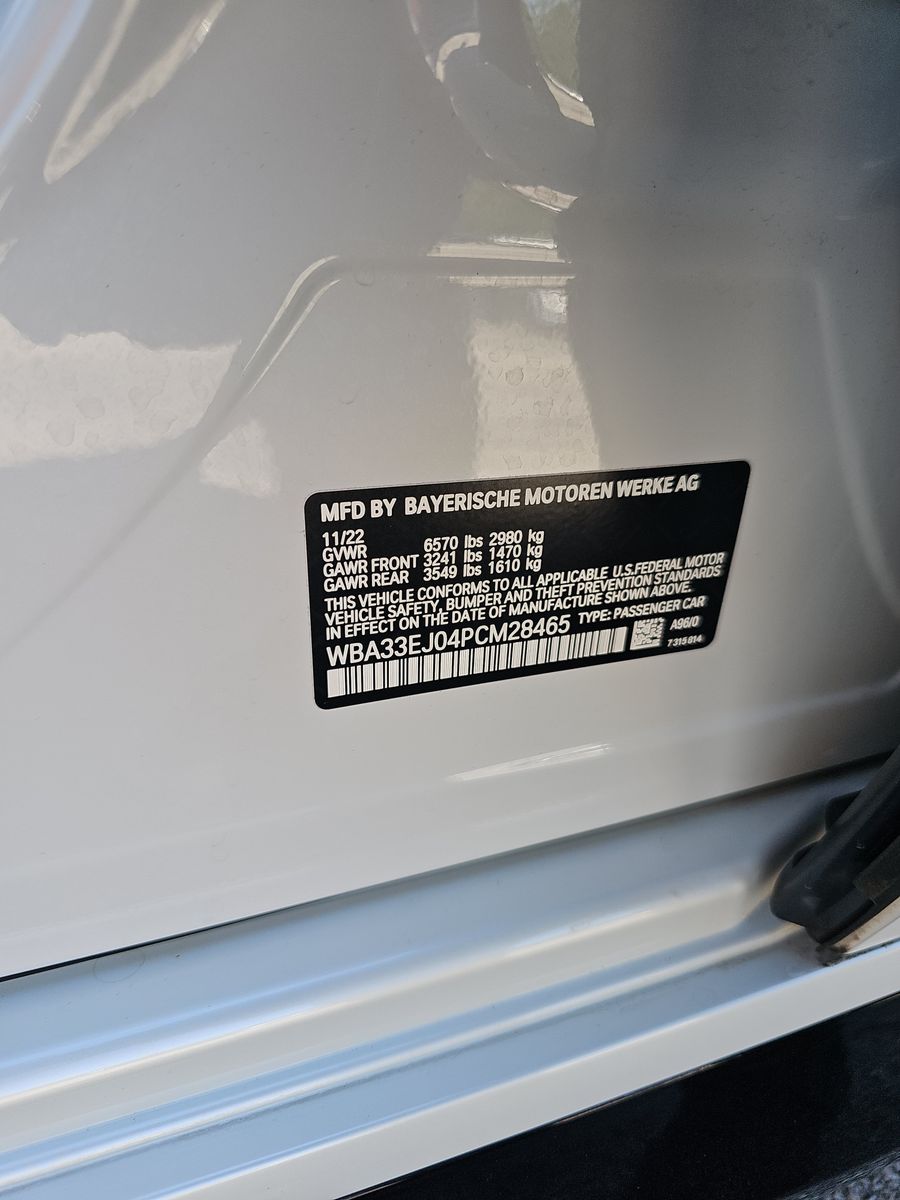 MFD BY BAYERISCHE MOTOREN WERKE AG
11/22
GVWR 6570 lbs 2980 kg
GAWR FRONT 3241 lbs 1470 kg
GAWR REAR 3549 lbs 1610 kg
THIS VEHICLE CONFORMS TO ALL APPLICABLE U.S.FEDERAL MOTOR
VEHICLE SAFETY, BUMPER AND THEFT PREVENTION STANDARDS
IN EFFECT ON THE DATE OF MANUFACTURE SHOWN ABOVE.
WBA33EJ04PCM28465 TYPE: PASSENGER CAR
A96/0
7 315 814